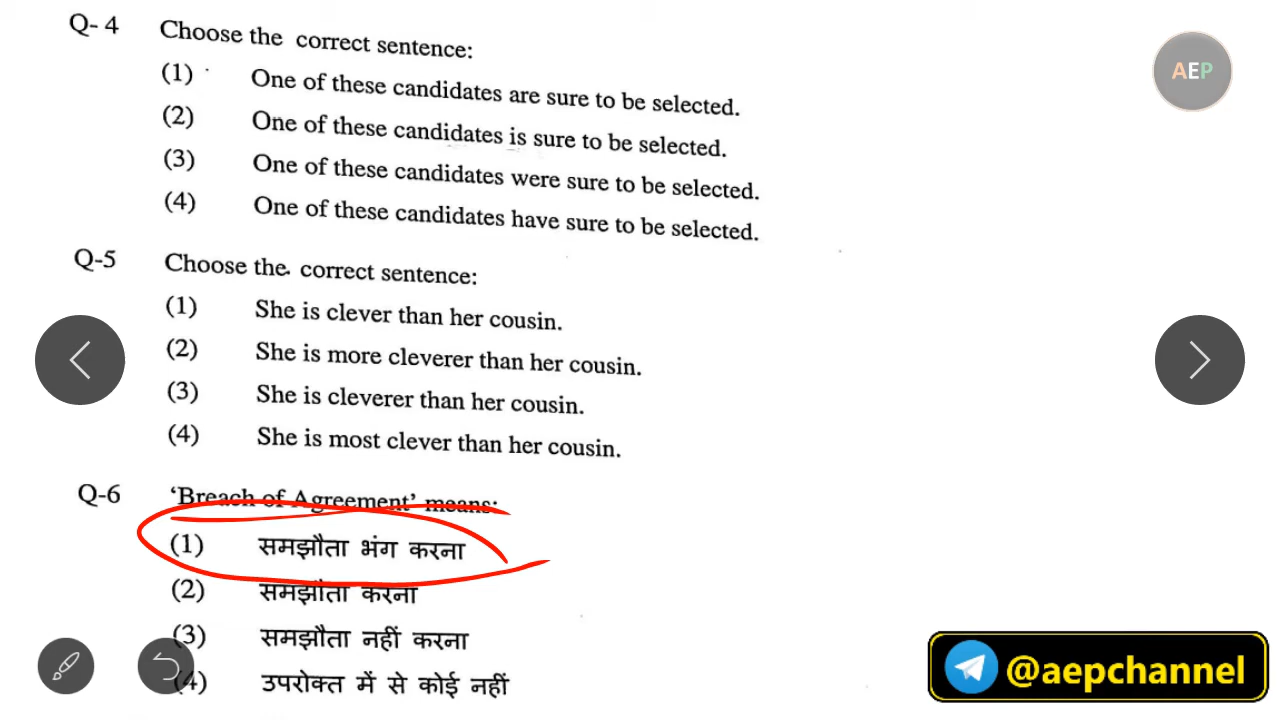 AEP
Q- 4 Choose the correct sentence:
(1) One of these candidates are sure to be selected.
(2) One of these candidates is sure to be selected.
(3) One of these candidates were sure to be selected.
(4) One of these candidates have sure to be selected.
Q-5 Choose the correct sentence:
(1) She is clever than her cousin.
(2) She is more cleverer than her cousin.
(3) She is cleverer than her cousin.
(4) She is most clever than her cousin.
Q-6 ‘Breach of Agreement’ means:
(1) समझौता भंग करना
(2) समझौता करना
(3) समझौता नहीं करना
(4) उपरोक्त में से कोई नहीं
@aepchannel